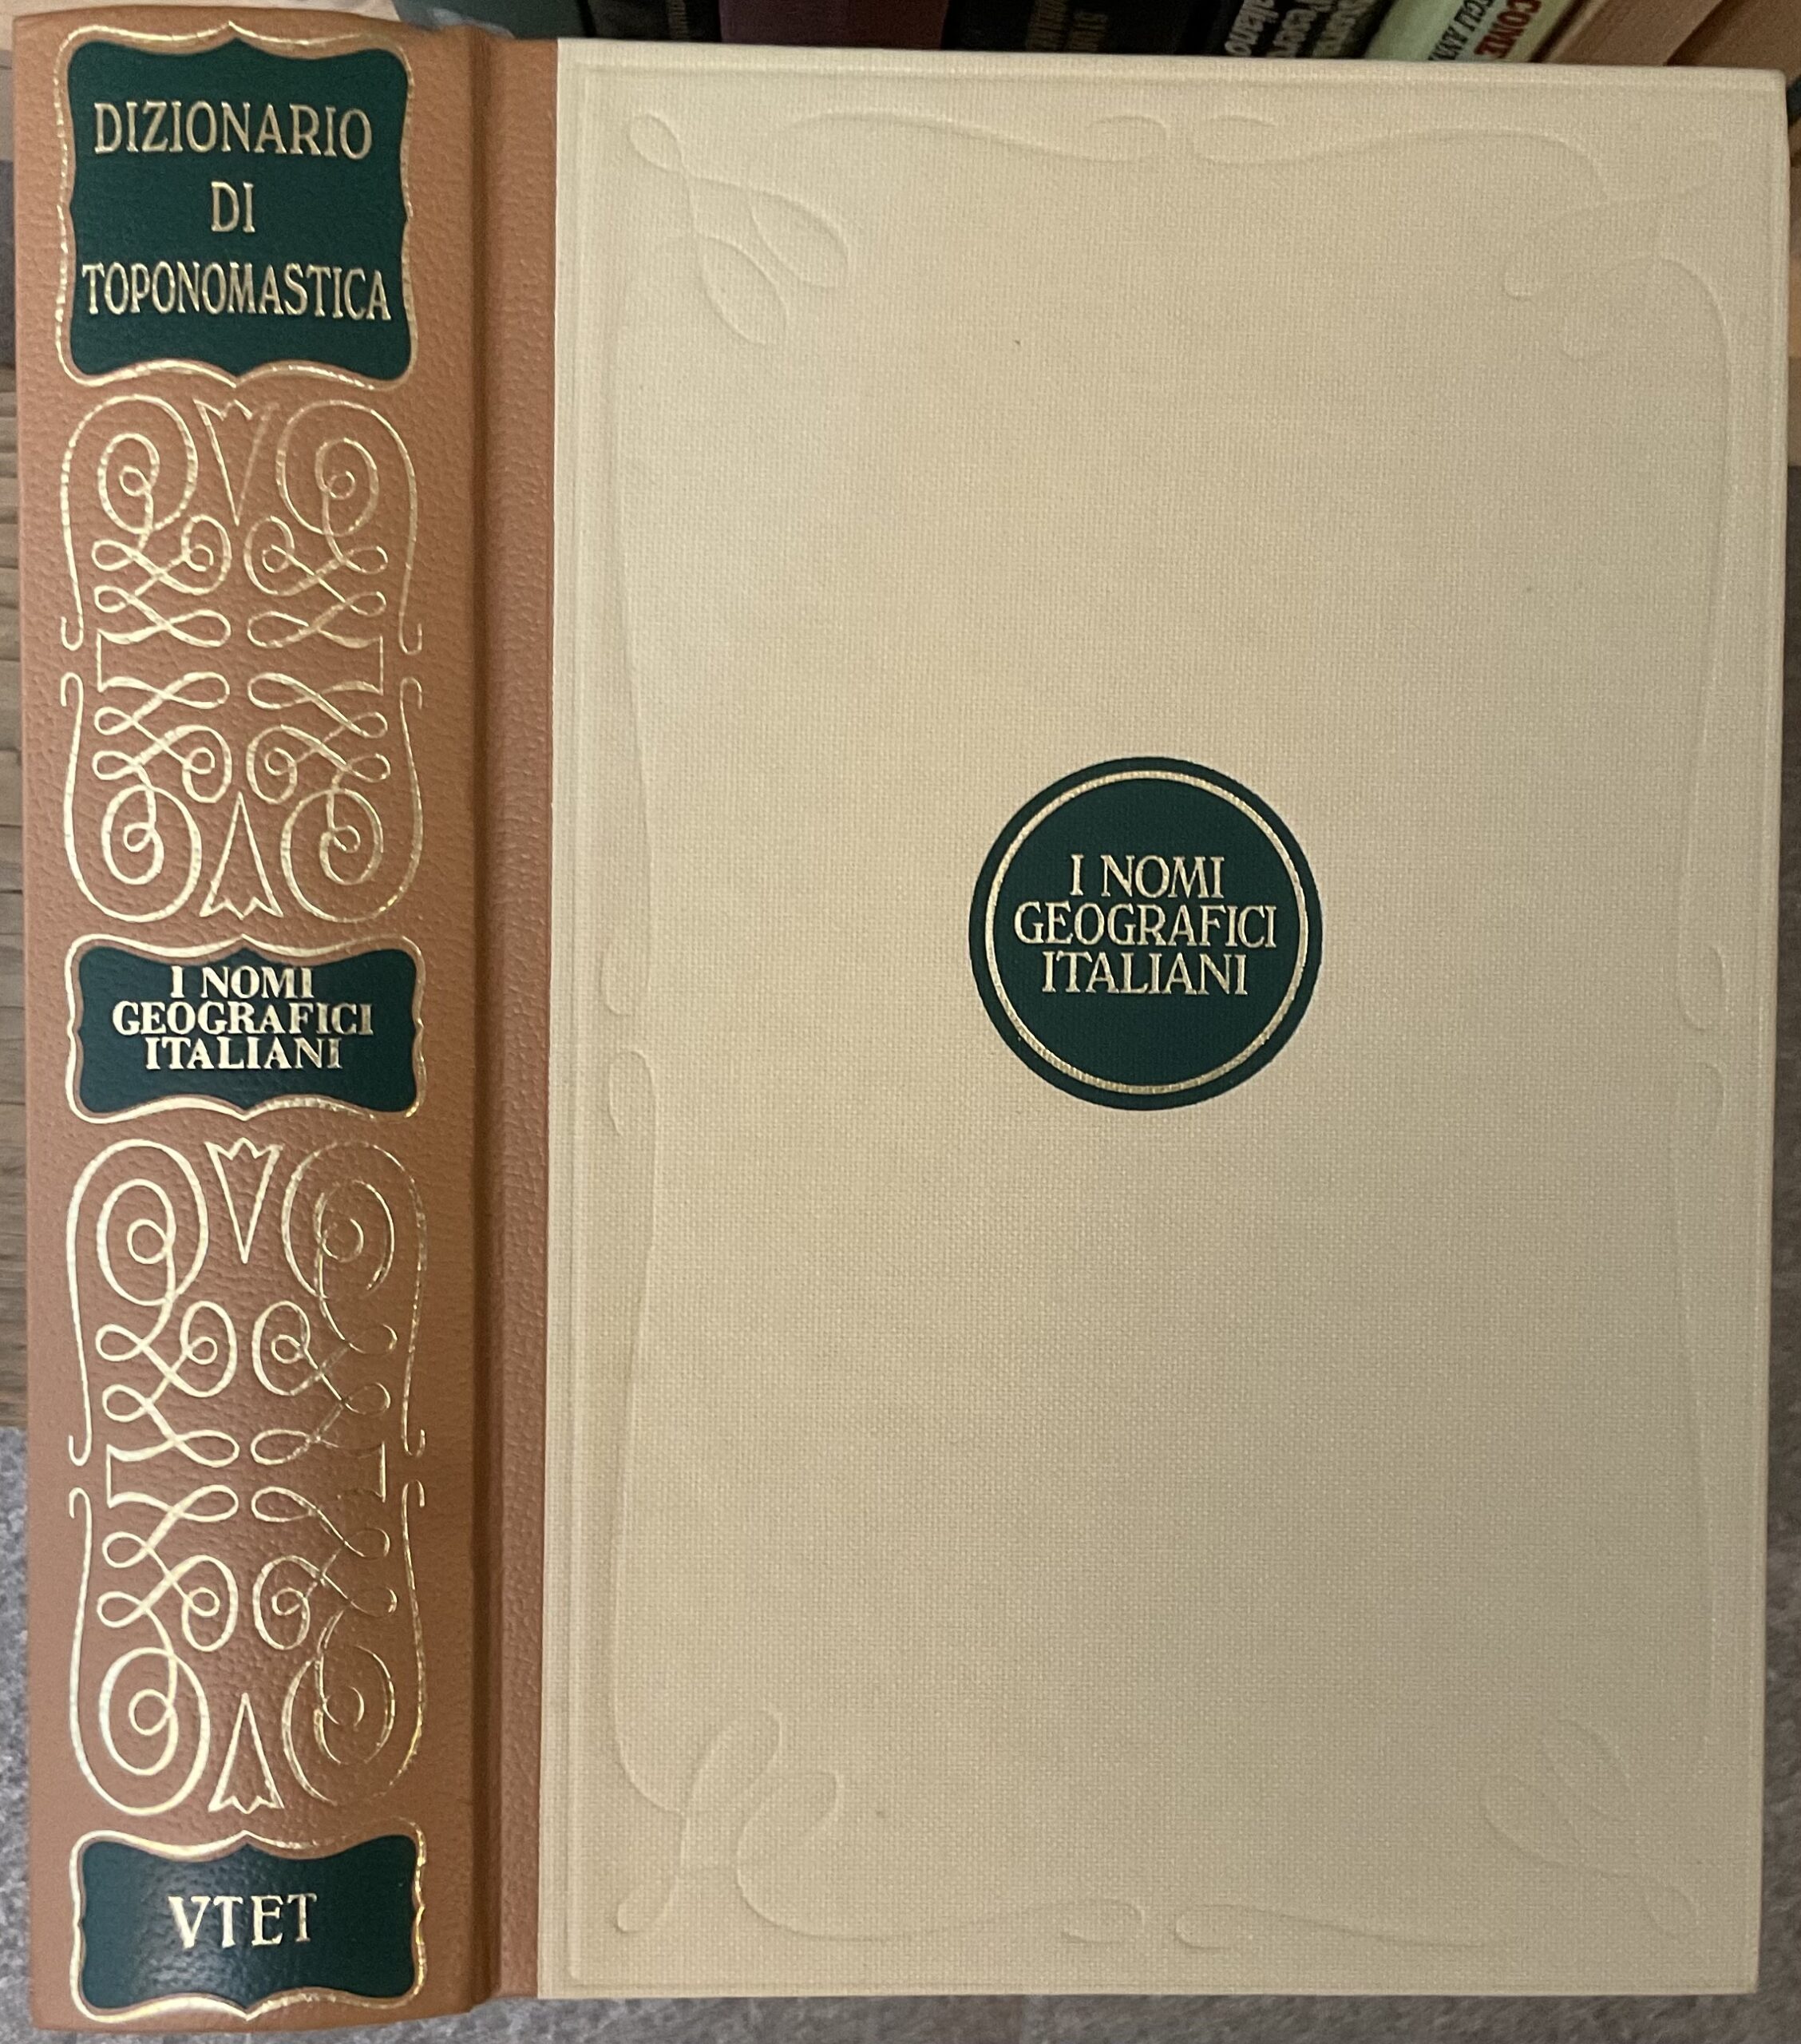 DIZIONARIO
DI
TOPONOMASTICA
I NOMI
GEOGRAFICI
ITALIANI
VTET
I NOMI
GEOGRAFICI
ITALIANI